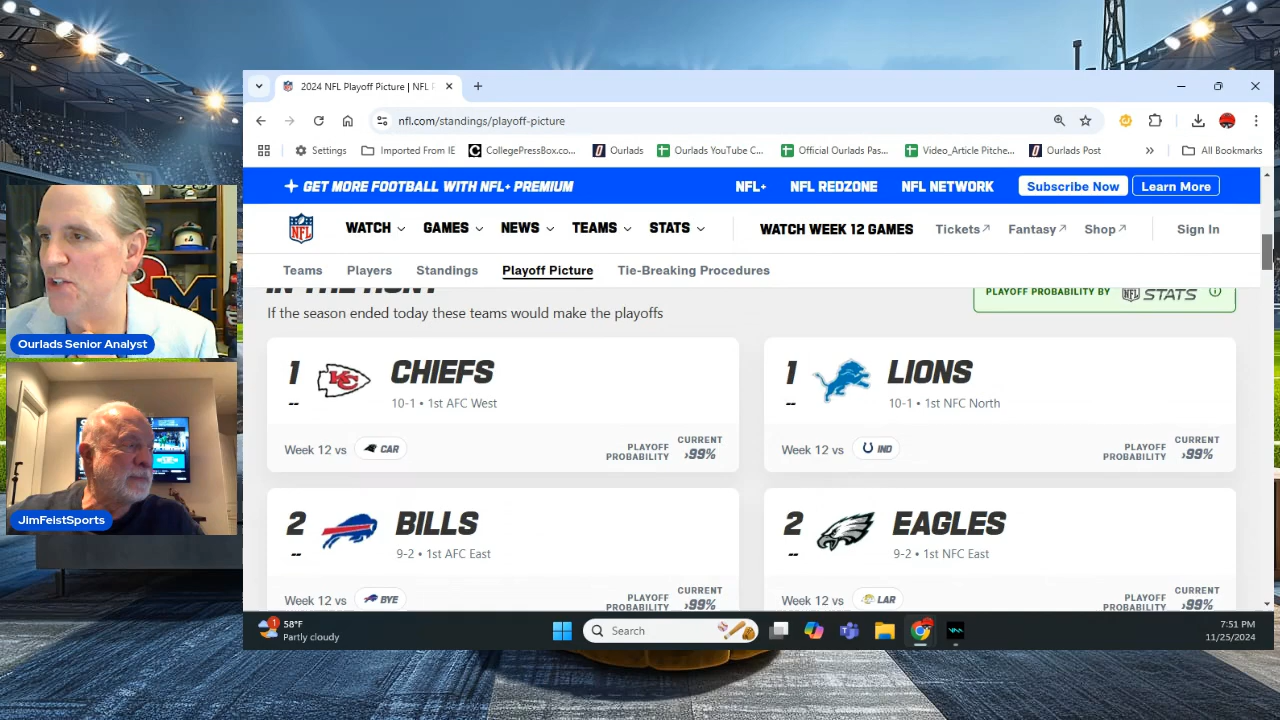 2024 NFL Playoff Picture | NFL
nfl.com/standings/playoff-picture
Settings
Imported From IE
CollegePressBox.co...
Ourlads
Ourlads YouTube C...
Official Ourlads Pas...
Video_Article Pitche...
Ourlads Post
»
All Bookmarks
GET MORE FOOTBALL WITH NFL+ PREMIUM
NFL+
NFL REDZONE
NFL NETWORK
Subscribe Now
Learn More
NFL
WATCH
GAMES
NEWS
TEAMS
STATS
WATCH WEEK 12 GAMES
Tickets
Fantasy
Shop
Sign In
Teams
Players
Standings
Playoff Picture
Tie-Breaking Procedures
IN THE HUNT
PLAYOFF PROBABILITY BY NFL STATS
If the season ended today these teams would make the playoffs
1 CHIEFS
--
10-1 • 1st AFC West
Week 12 vs CAR
PLAYOFF PROBABILITY
CURRENT
>99%
1 LIONS
--
10-1 • 1st NFC North
Week 12 vs IND
PLAYOFF PROBABILITY
CURRENT
>99%
2 BILLS
--
9-2 • 1st AFC East
Week 12 vs BYE
PLAYOFF PROBABILITY
CURRENT
>99%
2 EAGLES
--
9-2 • 1st NFC East
Week 12 vs LAR
PLAYOFF PROBABILITY
CURRENT
>99%
Ourlads Senior Analyst
JimFeistSports
1
58°F
Partly cloudy
Search
7:51 PM
11/25/2024